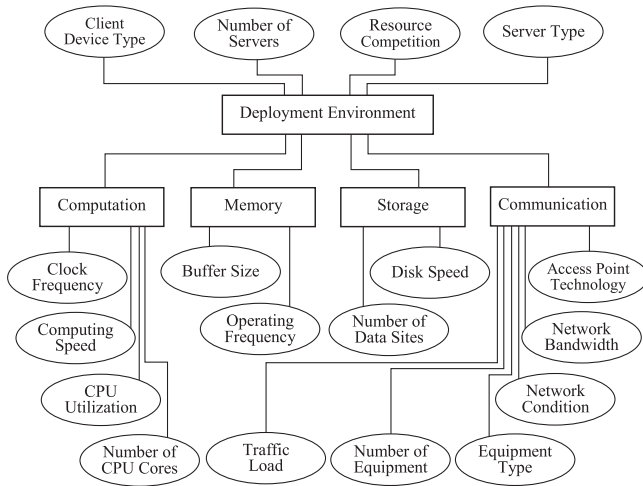 Client
Device Type
Number of
Servers
Resource
Competition
Server Type
Deployment Environment
Computation
Memory
Storage
Communication
Clock
Frequency
Buffer Size
Disk Speed
Access Point
Technology
Computing
Speed
Operating
Frequency
Number of
Data Sites
Network
Bandwidth
CPU
Utilization
Network
Condition
Number of
CPU Cores
Traffic
Load
Number of
Equipment
Equipment
Type